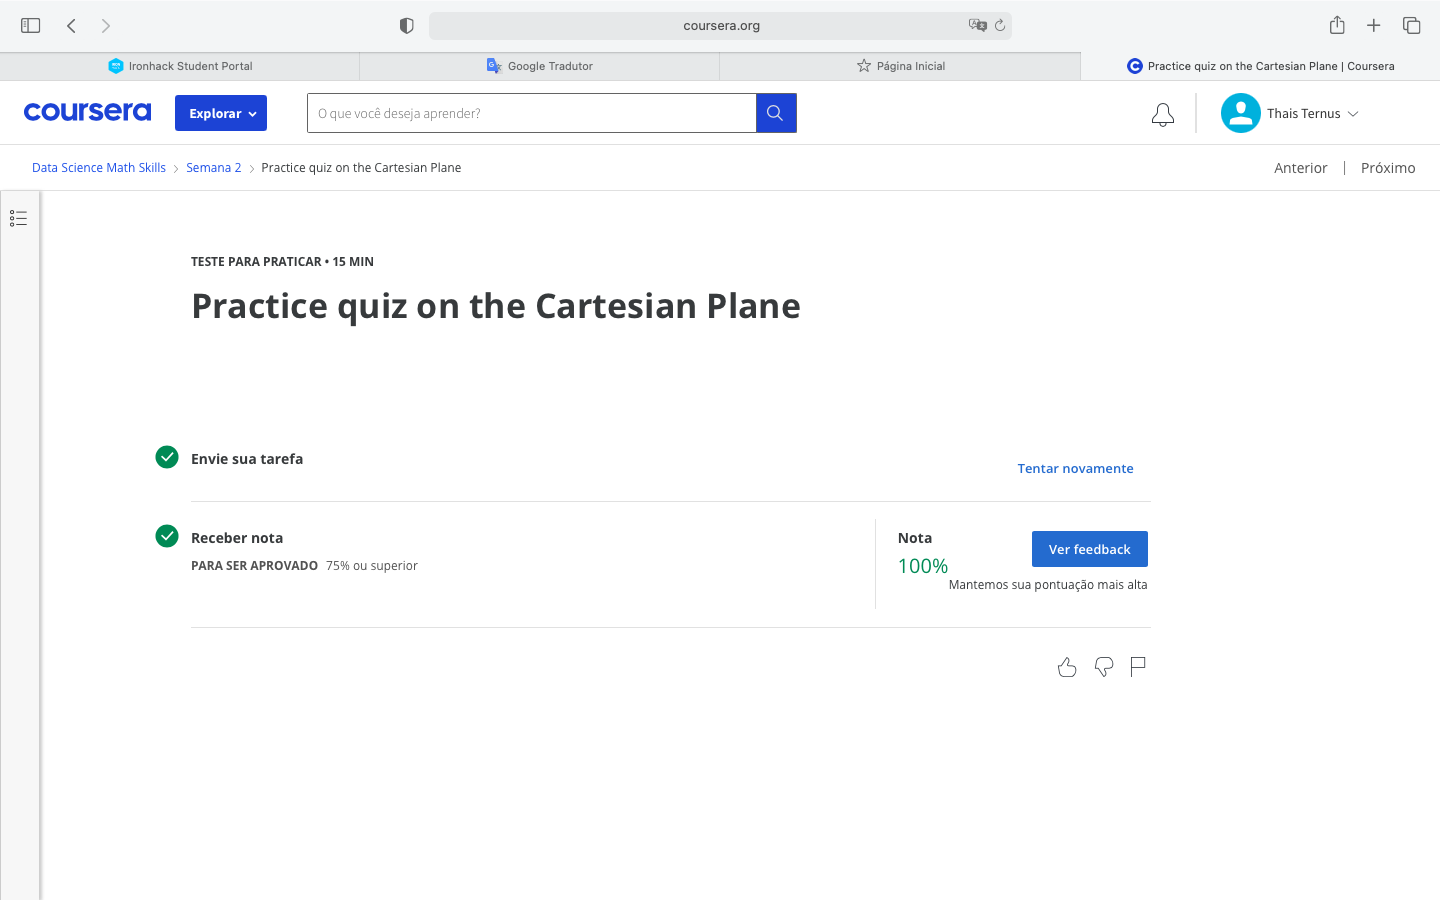 coursera.org
Ironhack Student Portal
Google Tradutor
Página Inicial
Practice quiz on the Cartesian Plane | Coursera
coursera
Explorar
O que você deseja aprender?
Thais Ternus
Data Science Math Skills
Semana 2
Practice quiz on the Cartesian Plane
Anterior
Próximo
TESTE PARA PRATICAR • 15 MIN
Practice quiz on the Cartesian Plane
Envie sua tarefa
Tentar novamente
Receber nota
PARA SER APROVADO 75% ou superior
Nota
100%
Ver feedback
Mantemos sua pontuação mais alta